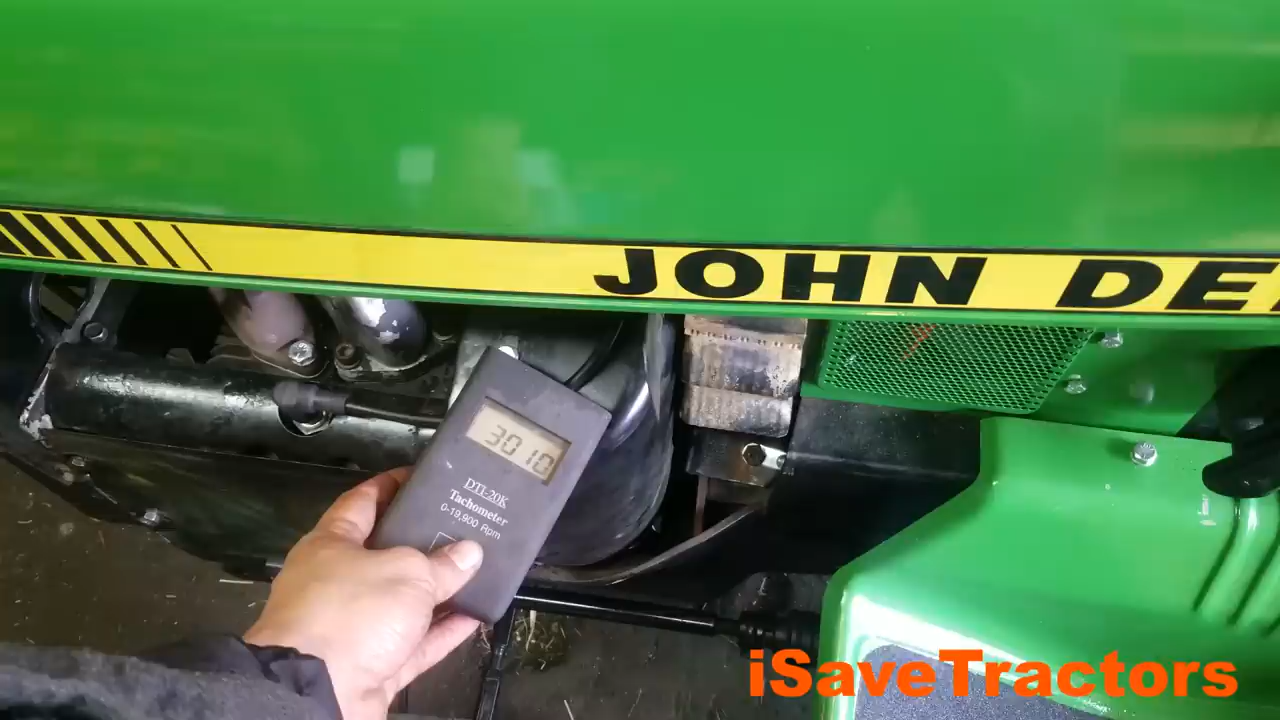 JOHN DE
3010
DTI-20K
Tachometer
0-19,900 Rpm
iSaveTractors